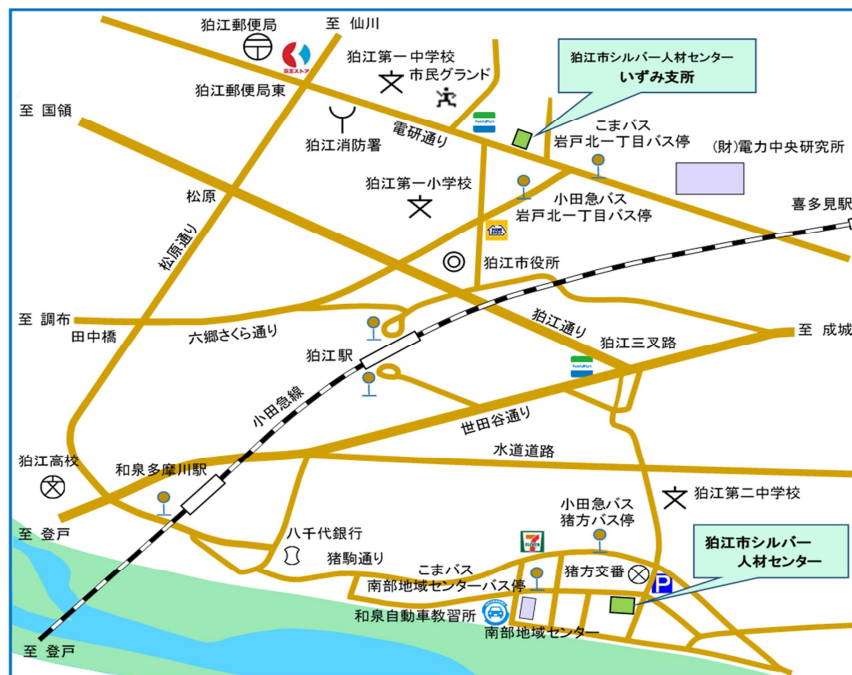 至 仙川
狛江郵便局
狛江第一中学校
市民グランド
狛江市シルバー人材センター
いずみ支所
京王ストア
狛江郵便局東
至 国領
FamilyMart
電研通り
狛江消防署
こまバス
岩戸北一丁目バス停
(財)電力中央研究所
松原
狛江第一小学校
小田急バス
岩戸北一丁目バス停
喜多見駅
松原通り
狛江市役所
至 調布
田中橋
六郷さくら通り
狛江通り
至 成城
狛江駅
狛江三叉路
FamilyMart
小田急線
世田谷通り
水道道路
狛江高校
和泉多摩川駅
狛江第二中学校
小田急バス
猪方バス停
至 登戸
八千代銀行
猪駒通り
7
ELEVEN
狛江市シルバー
人材センター
こまバス
南部地域センターバス停
猪方交番
P
和泉自動車教習所
南部地域センター
至 登戸